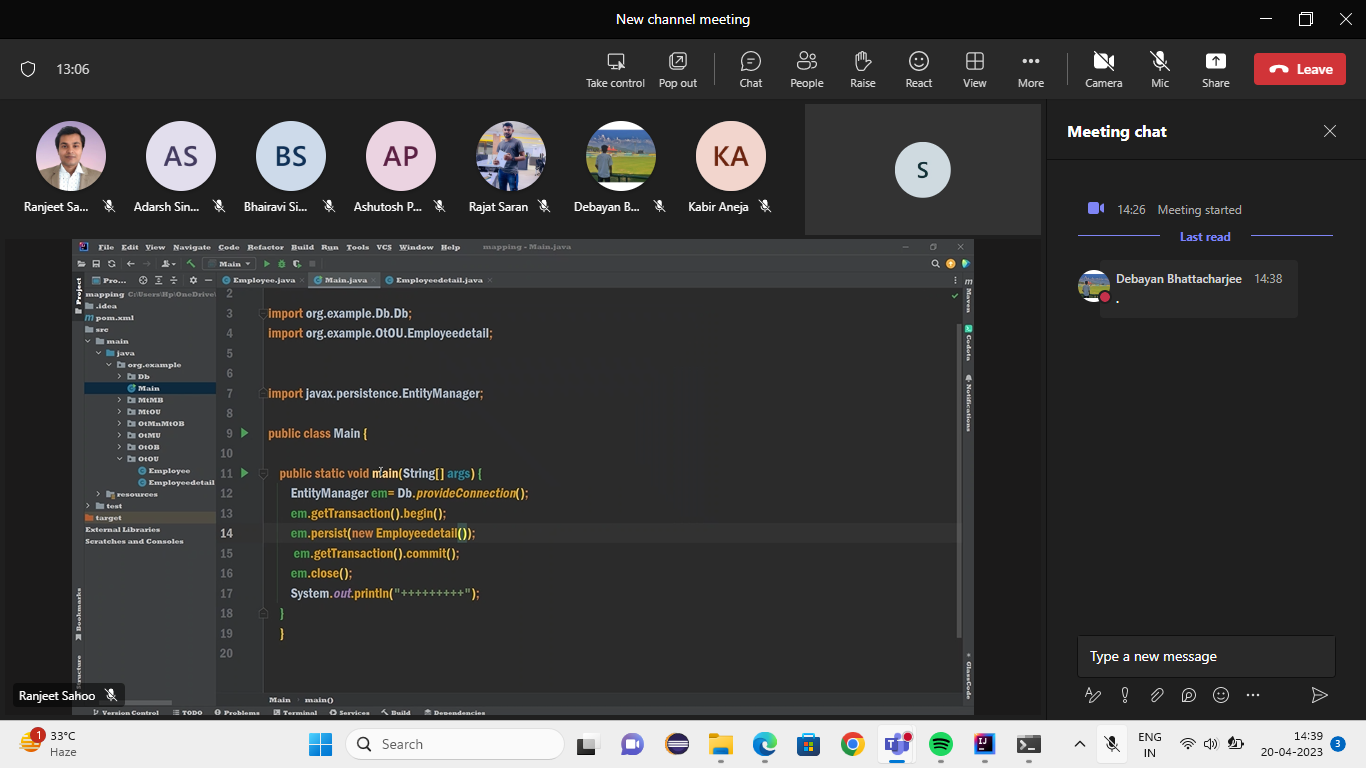 New channel meeting
13:06
Take control
Pop out
Chat
People
Raise
React
View
More
Camera
Mic
Share
Leave
AS
BS
AP
KA
S
Ranjeet Sa...
Adarsh Sin...
Bhairavi Si...
Ashutosh P...
Rajat Saran
Debayan B...
Kabir Aneja
Meeting chat
14:26 Meeting started
Last read
Debayan Bhattacharjee 14:38
.
File Edit View Navigate Code Refactor Build Run Tools VCS Window Help mapping - Main.java
Main
Pro...
Employee.java
Main.java
Employeedetail.java
Project
mapping C:\Users\Hp\OneDrive\
.idea
pom.xml
src
main
java
org.example
Db
Main
MtMB
MtOU
OtMnMtOB
OtMU
OtOB
OtOU
Employee
Employeedetail
resources
test
target
External Libraries
Scratches and Consoles
Bookmarks
Structure
2
3 import org.example.Db.Db;
4 import org.example.OtOU.Employeedetail;
5
6
7 import javax.persistence.EntityManager;
8
9 public class Main {
10
11 public static void main(String[] args) {
12 EntityManager em= Db.provideConnection();
13 em.getTransaction().begin();
14 em.persist(new Employeedetail());
15 em.getTransaction().commit();
16 em.close();
17 System.out.println("+++++++++");
18 }
19 }
20
m Maven
Codota
Notifications
GlassCode
Main main()
Version Control TODO Problems Terminal Services Build Dependencies
Ranjeet Sahoo
Type a new message
1
33°C
Haze
Search
ENG
IN
14:39
20-04-2023
3